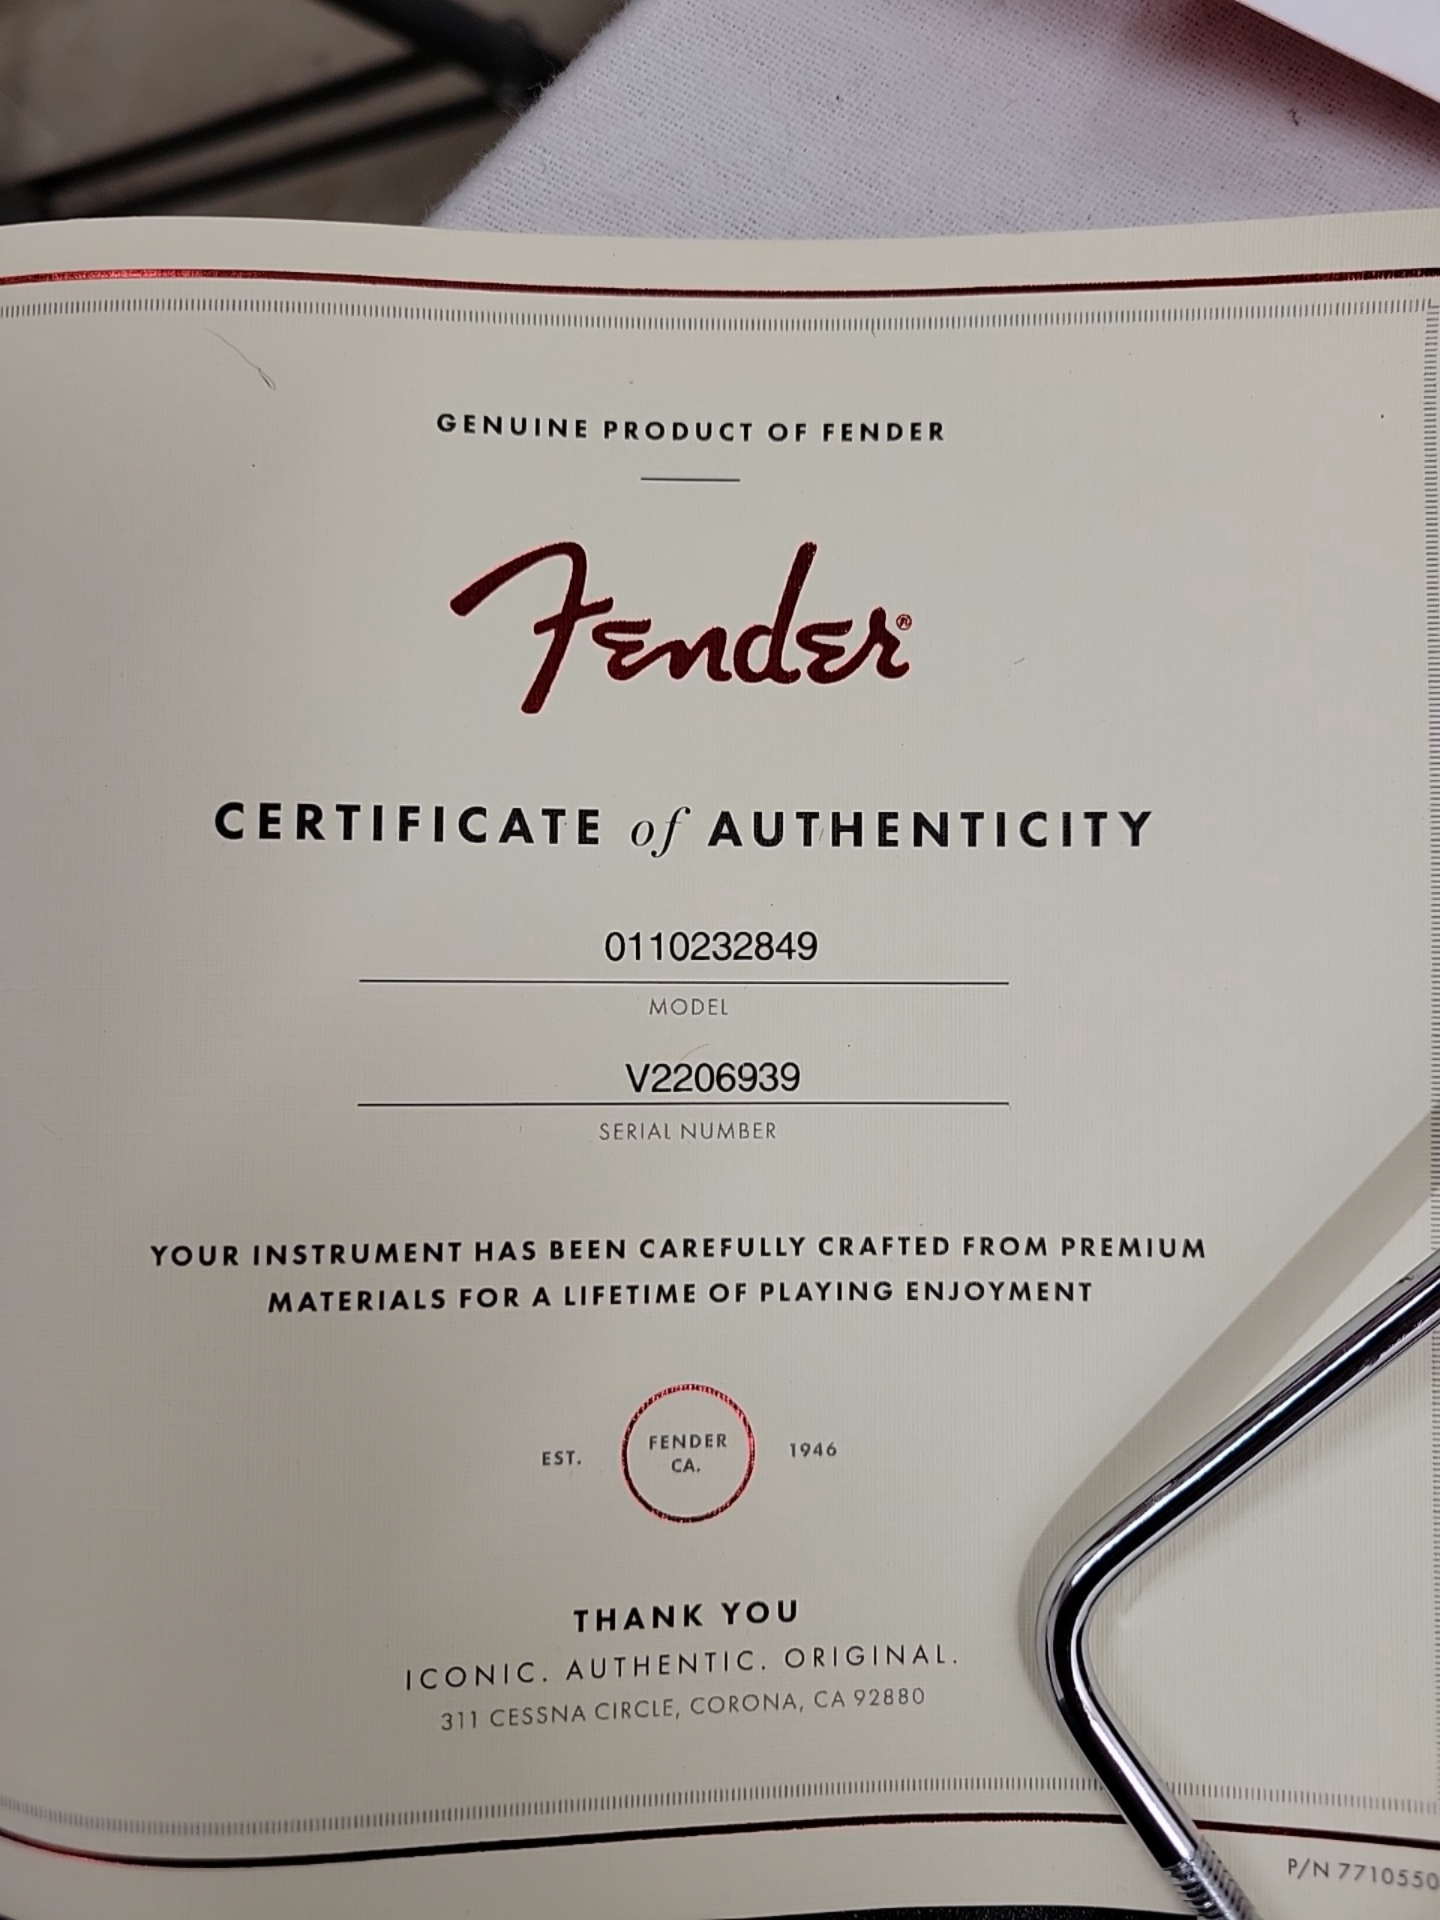 GENUINE PRODUCT OF FENDER
Fender®
CERTIFICATE of AUTHENTICITY
0110232849
MODEL
V2206939
SERIAL NUMBER
YOUR INSTRUMENT HAS BEEN CAREFULLY CRAFTED FROM PREMIUM
MATERIALS FOR A LIFETIME OF PLAYING ENJOYMENT
EST. FENDER CA. 1946
THANK YOU
ICONIC. AUTHENTIC. ORIGINAL.
311 CESSNA CIRCLE, CORONA, CA 92880
P/N 7710550